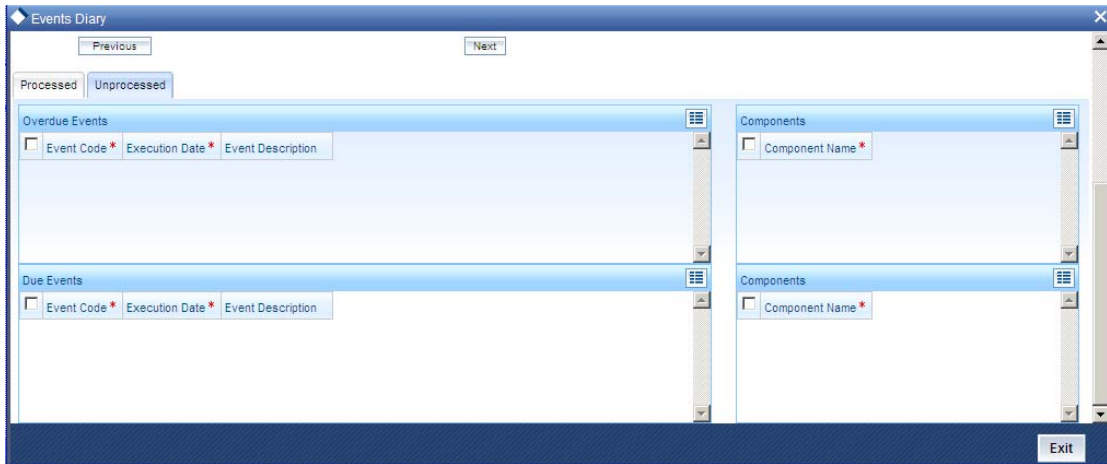 Events Diary
Previous Next
Processed Unprocessed
Overdue Events
Event Code * Execution Date * Event Description
Components
Component Name *
Due Events
Event Code * Execution Date * Event Description
Components
Component Name *
Exit